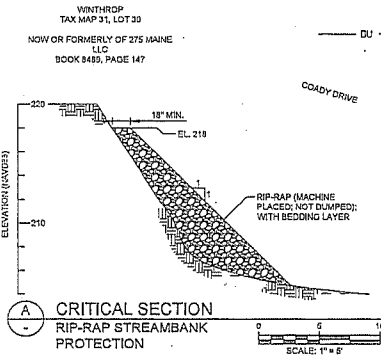 WINTHROP
TAX MAP 31, LOT 30
NOW OR FORMERLY OF 275 MAINE
LLC
BOOK 8489, PAGE 147
OU
COADY DRIVE
220
18" MIN.
EL. 218
1
1
RIP-RAP (MACHINE
PLACED; NOT DUMPED);
WITH BEDDING LAYER
210
ELEVATION (NAVD88)
A
-
CRITICAL SECTION
RIP-RAP STREAMBANK
PROTECTION
0 5 10
SCALE: 1" = 5'